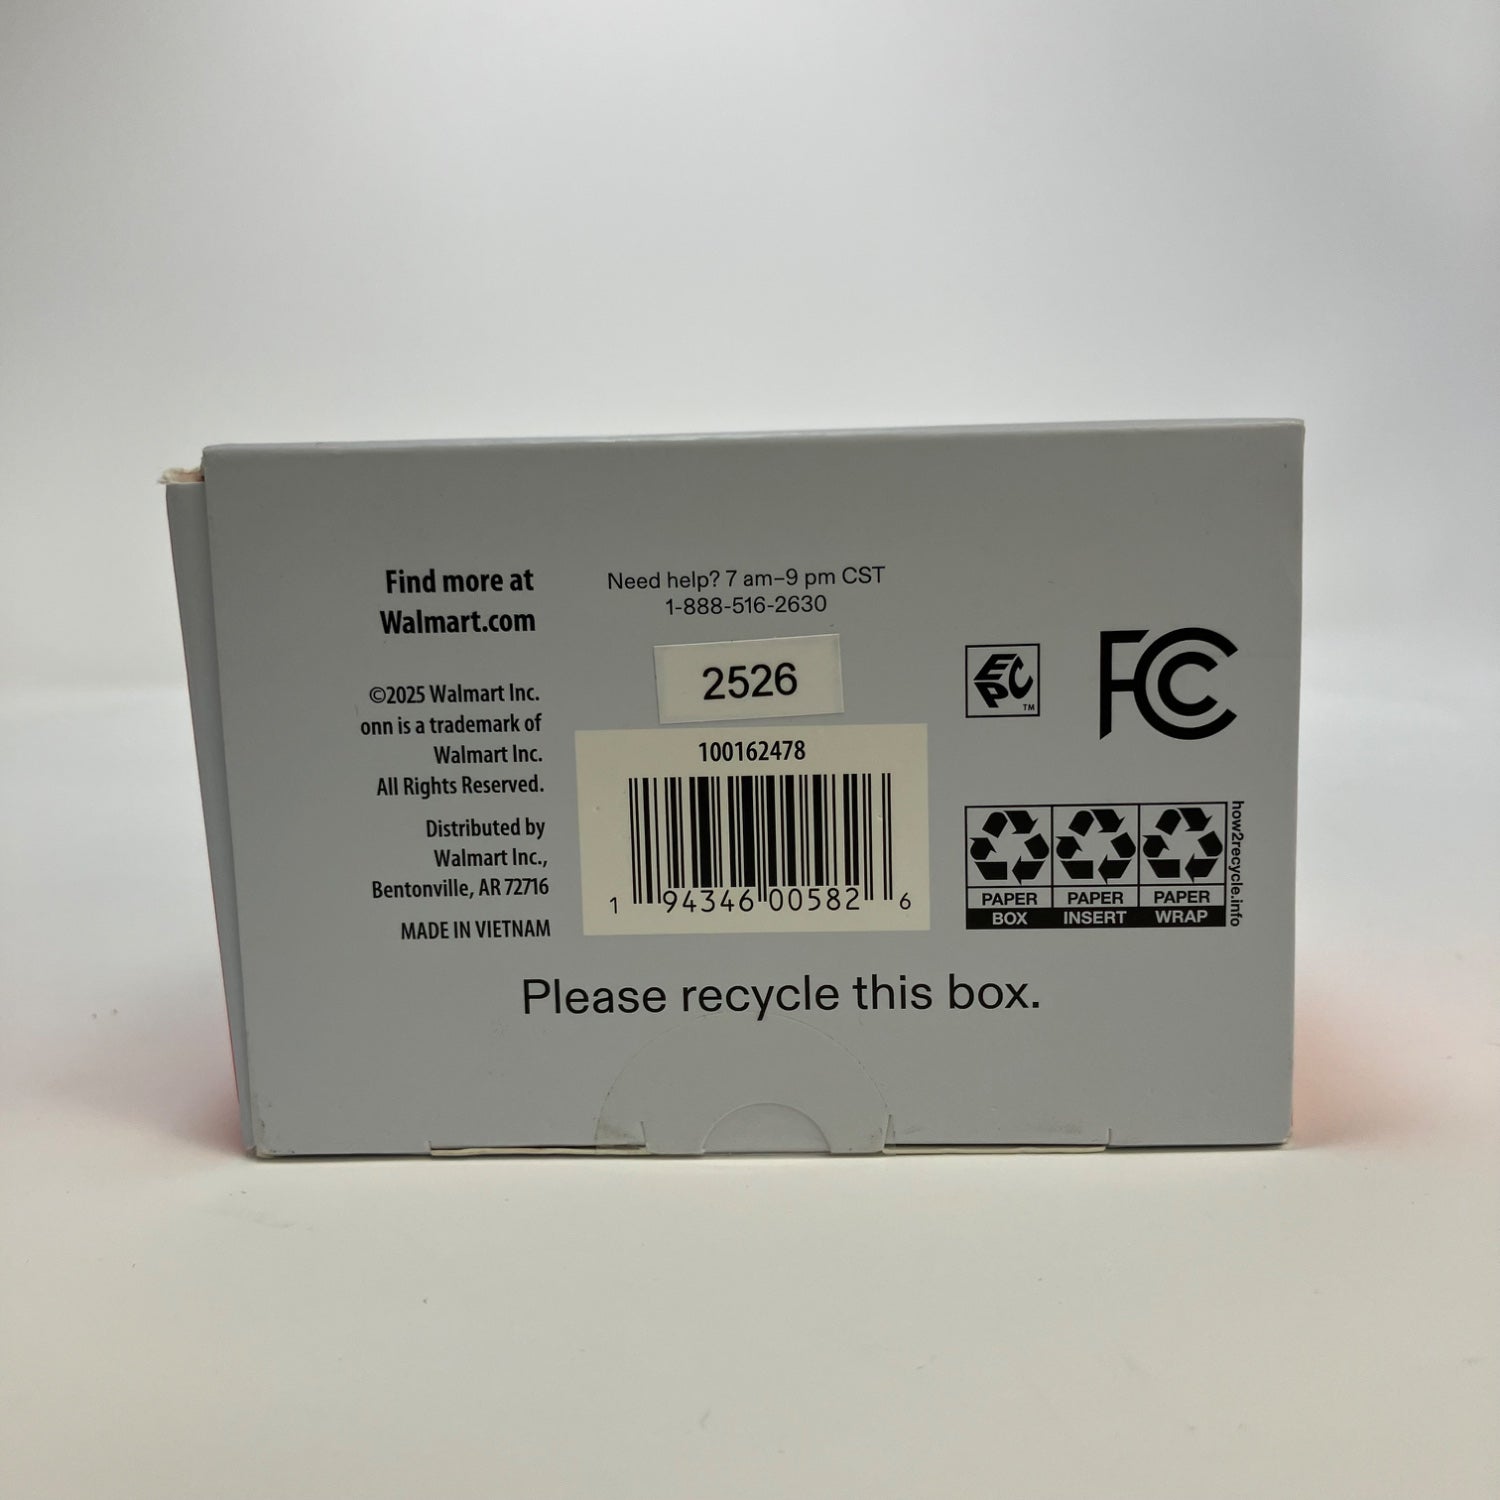 Find more at
Walmart.com
©2025 Walmart Inc.
onn is a trademark of
Walmart Inc.
All Rights Reserved.
Distributed by
Walmart Inc.,
Bentonville, AR 72716
MADE IN VIETNAM
Need help? 7 am–9 pm CST
1-888-516-2630
2526
100162478
1 94346 00582 6
EPC
TM
FC
how2recycle.info
PAPER PAPER PAPER
BOX INSERT WRAP
Please recycle this box.